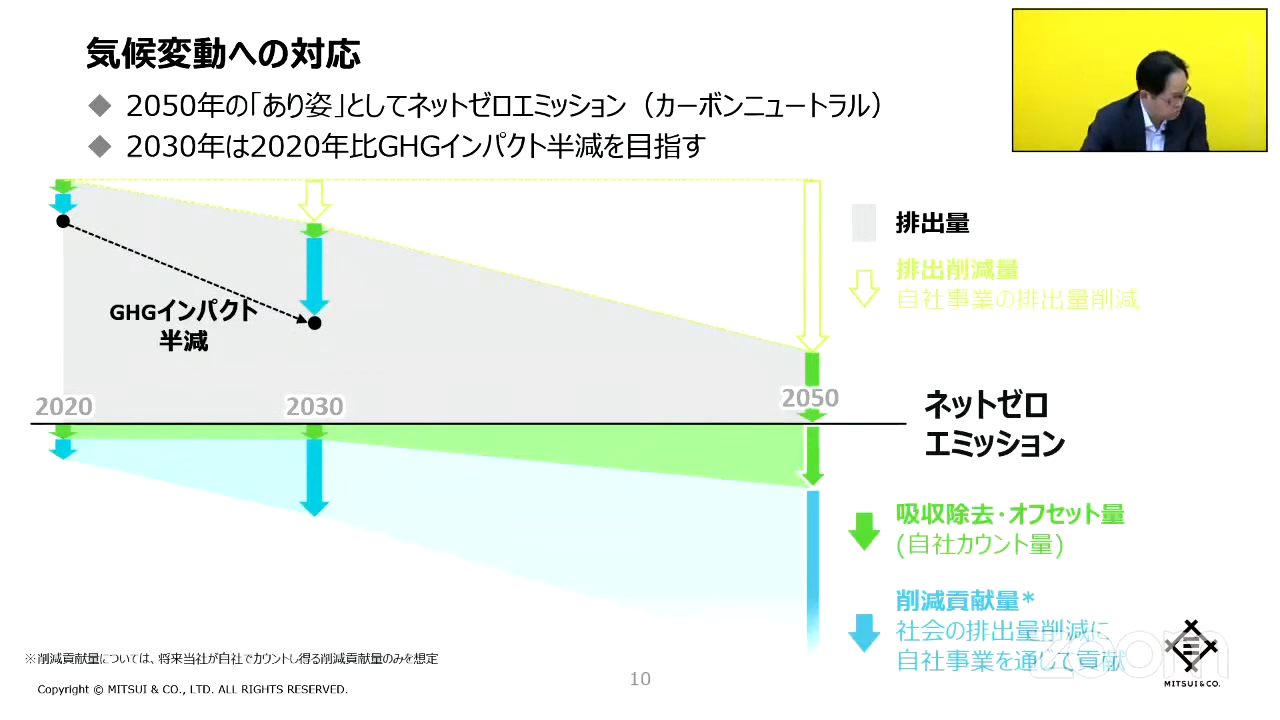 気候変動への対応
◆ 2050年の「あり姿」としてネットゼロエミッション（カーボンニュートラル）
◆ 2030年は2020年比GHGインパクト半減を目指す
排出量
排出削減量
自社事業の排出量削減
GHGインパクト
半減
2020
2030
2050
ネットゼロ
エミッション
吸収除去・オフセット量
(自社カウント量)
削減貢献量*
社会の排出量削減に
自社事業を通じて貢献
zoom
MITSUI & CO.
※削減貢献量については、将来当社が自社でカウントし得る削減貢献量のみを想定
Copyright © MITSUI & CO., LTD. ALL RIGHTS RESERVED.
10